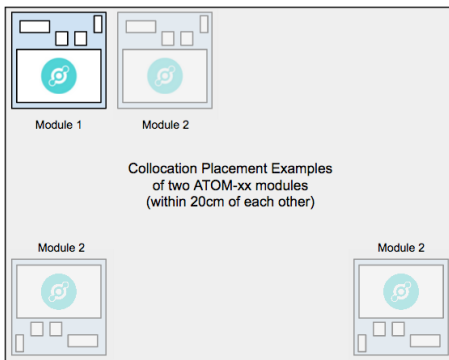 Module 1
Module 2
Collocation Placement Examples
of two ATOM-xx modules
(within 20cm of each other)
Module 2
Module 2